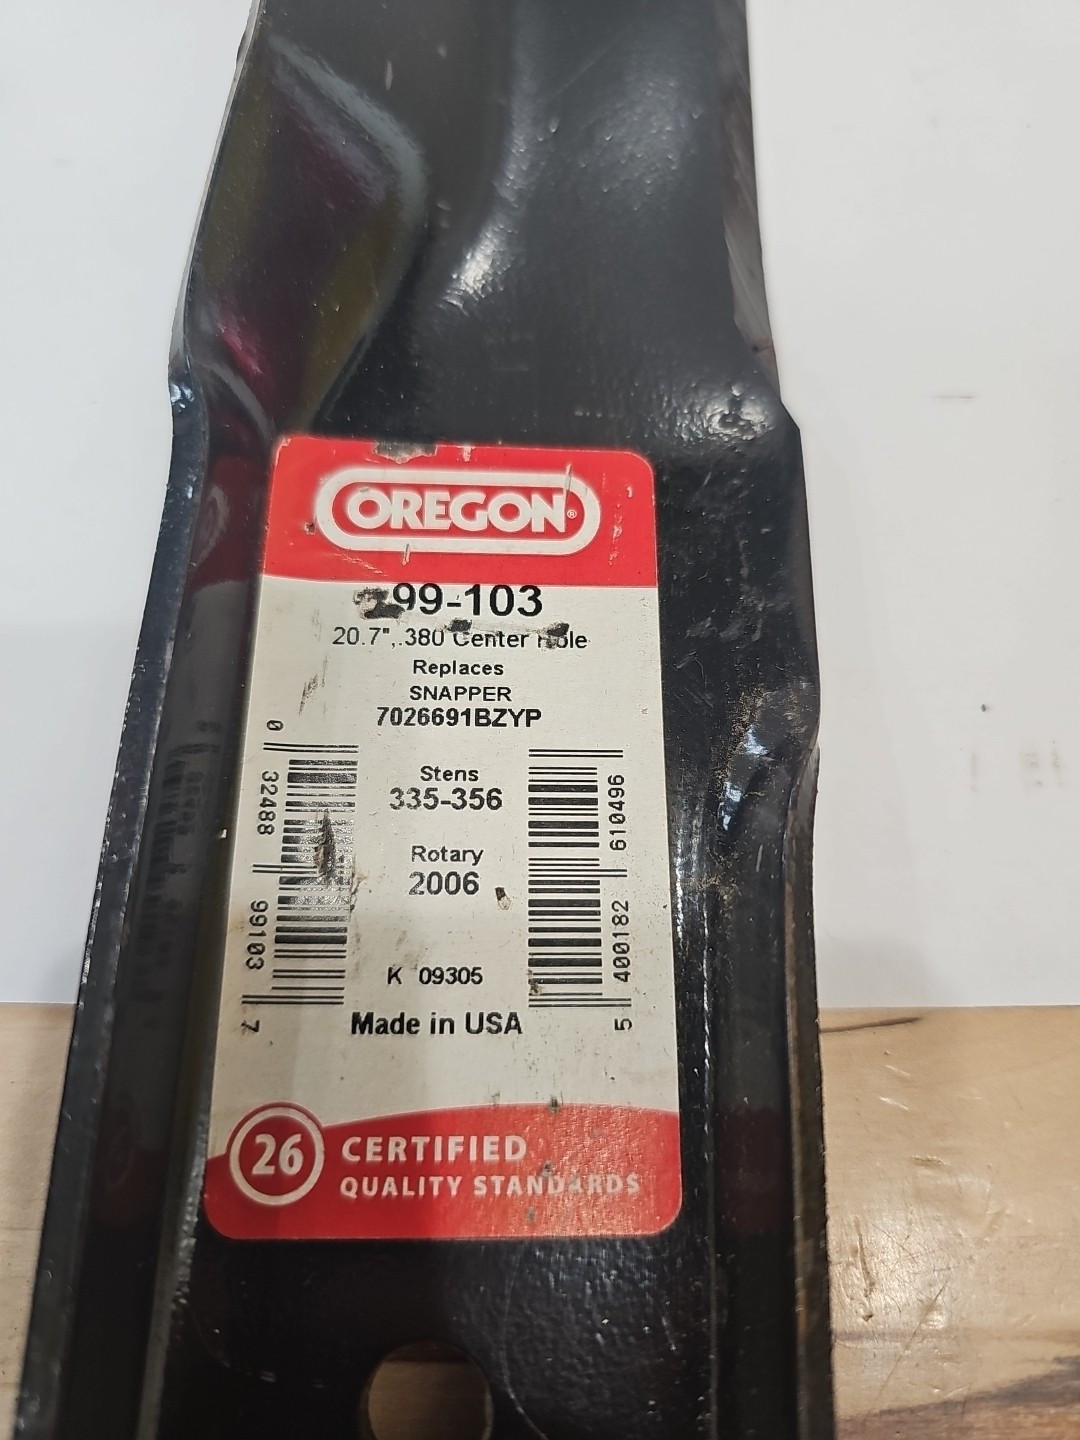 OREGON®
99-103
20.7", .380 Center Hole
Replaces
SNAPPER
7026691BZYP
Stens
335-356
Rotary
2006
K 09305
Made in USA
0 32488 99103 7
5 400182 610496
26 CERTIFIED
QUALITY STANDARDS